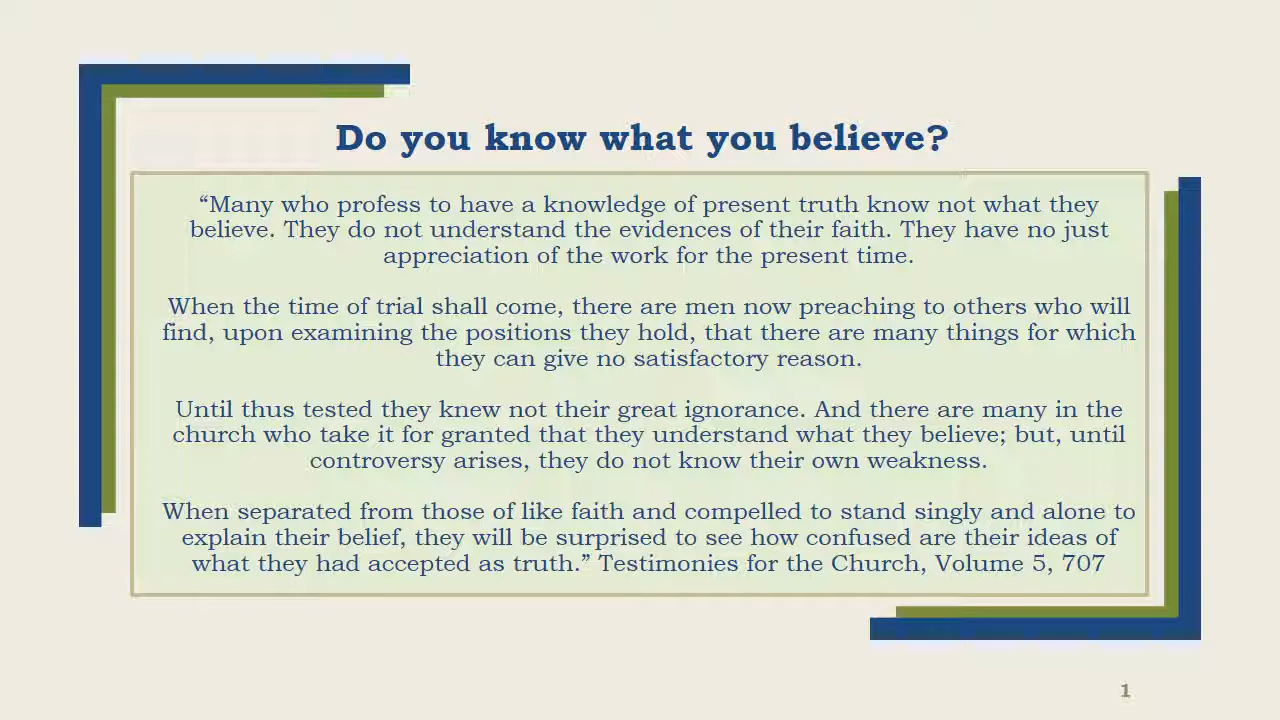 Do you know what you believe?
“Many who profess to have a knowledge of present truth know not what they
believe. They do not understand the evidences of their faith. They have no just
appreciation of the work for the present time.
When the time of trial shall come, there are men now preaching to others who will
find, upon examining the positions they hold, that there are many things for which
they can give no satisfactory reason.
Until thus tested they knew not their great ignorance. And there are many in the
church who take it for granted that they understand what they believe; but, until
controversy arises, they do not know their own weakness.
When separated from those of like faith and compelled to stand singly and alone to
explain their belief, they will be surprised to see how confused are their ideas of
what they had accepted as truth.” Testimonies for the Church, Volume 5, 707
1